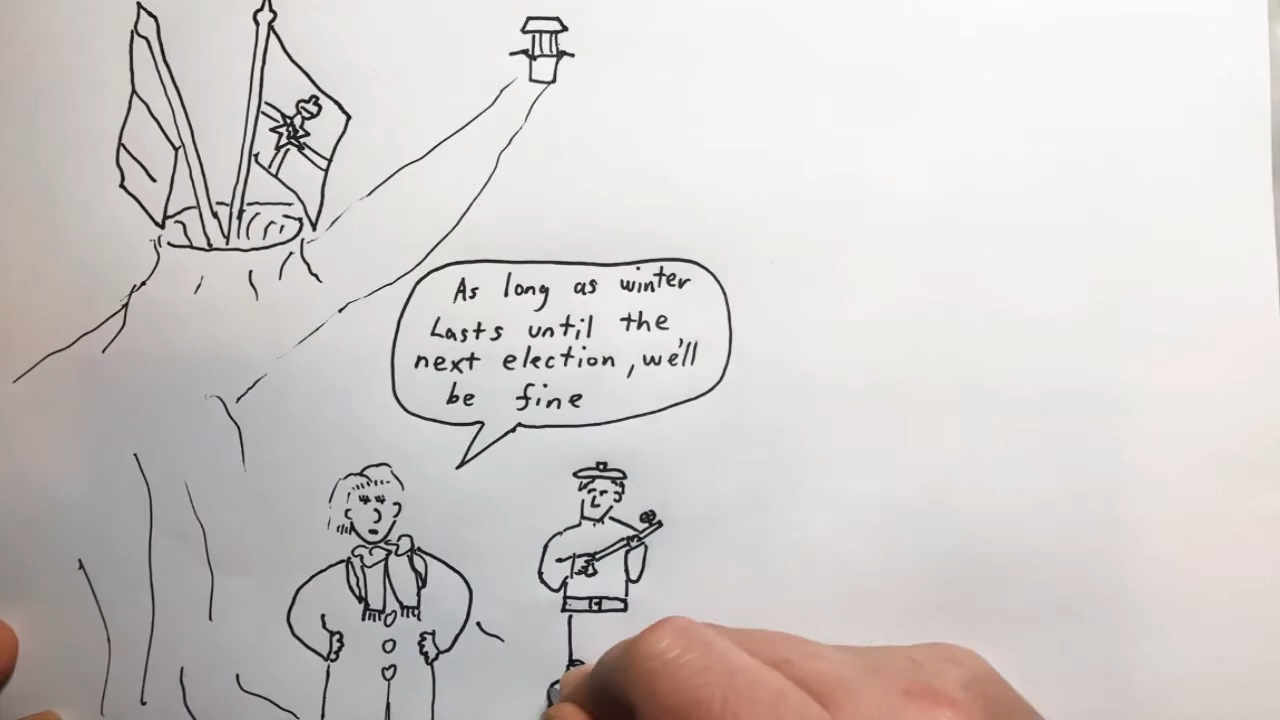 As long as winter
Lasts until the
next election, we'll
be fine